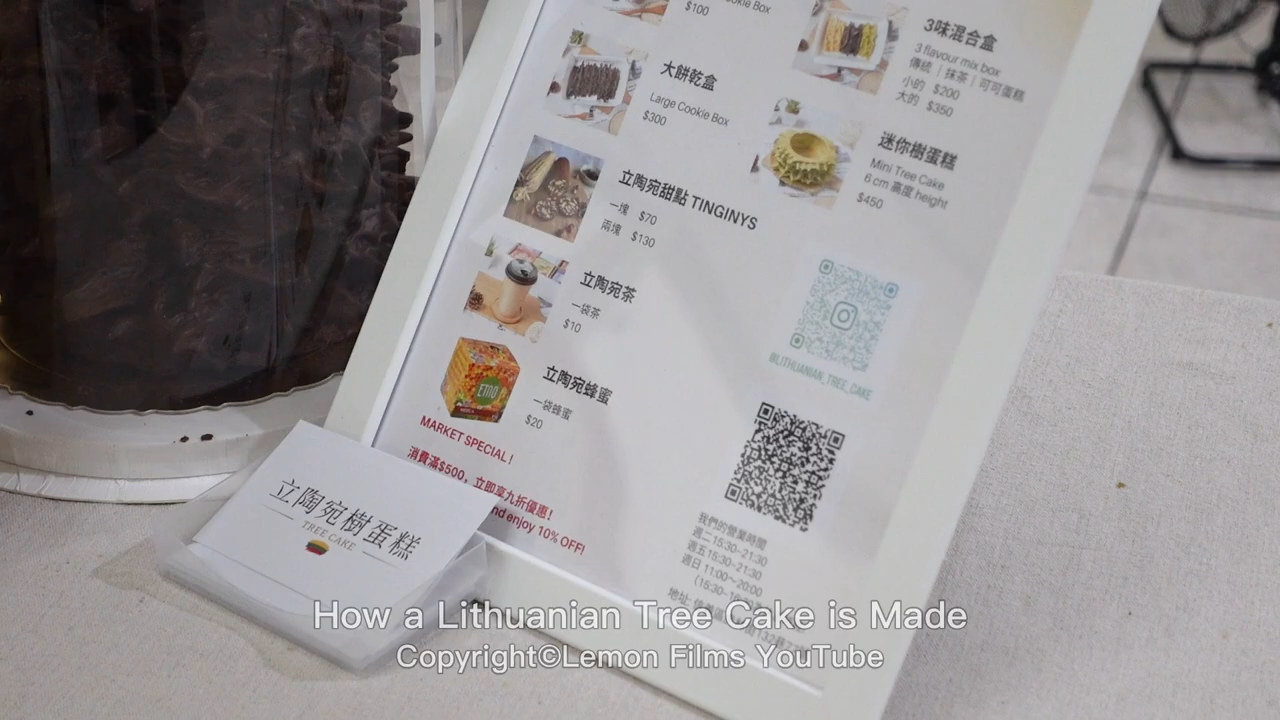 $100
Cookie Box
大餅乾盒
Large Cookie Box
$300
立陶宛甜點 TINGINYS
一塊 $70
兩塊 $130
立陶宛茶
一袋茶
$10
ETNO
立陶宛蜂蜜
一袋蜂蜜
$20
MARKET SPECIAL !
消費滿$500，立即享九折優惠!
and enjoy 10% OFF!
3味混合盒
3 flavour mix box
傳統｜抹茶｜可可蛋糕
小的 $200
大的 $350
迷你樹蛋糕
Mini Tree Cake
6 cm 高度 height
$450
@LITHUANIAN_TREE_CAKE
我們的營業時間
週二15:30~21:30
週五15:30~21:30
週日 11:00～20:00
立陶宛樹蛋糕
TREE CAKE
How a Lithuanian Tree Cake is Made
Copyright©Lemon Films YouTube